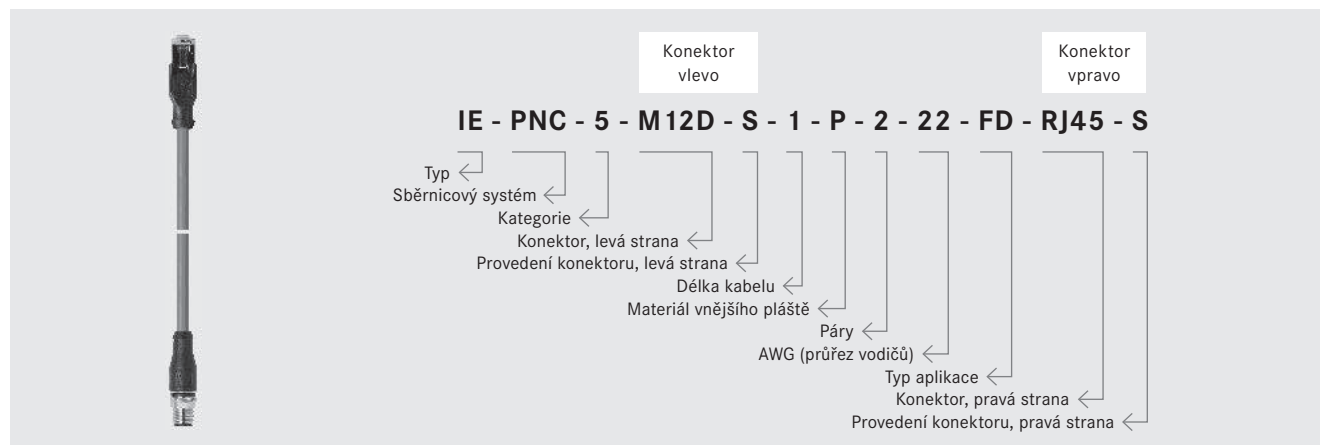 Konektor
vlevo
Konektor
vpravo
IE - PNC - 5 - M12D - S - 1 - P - 2 - 22 - FD - RJ45 - S
Typ
Sběrnicový systém
Kategorie
Konektor, levá strana
Provedení konektoru, levá strana
Délka kabelu
Materiál vnějšího pláště
Páry
AWG (průřez vodičů)
Typ aplikace
Konektor, pravá strana
Provedení konektoru, pravá strana